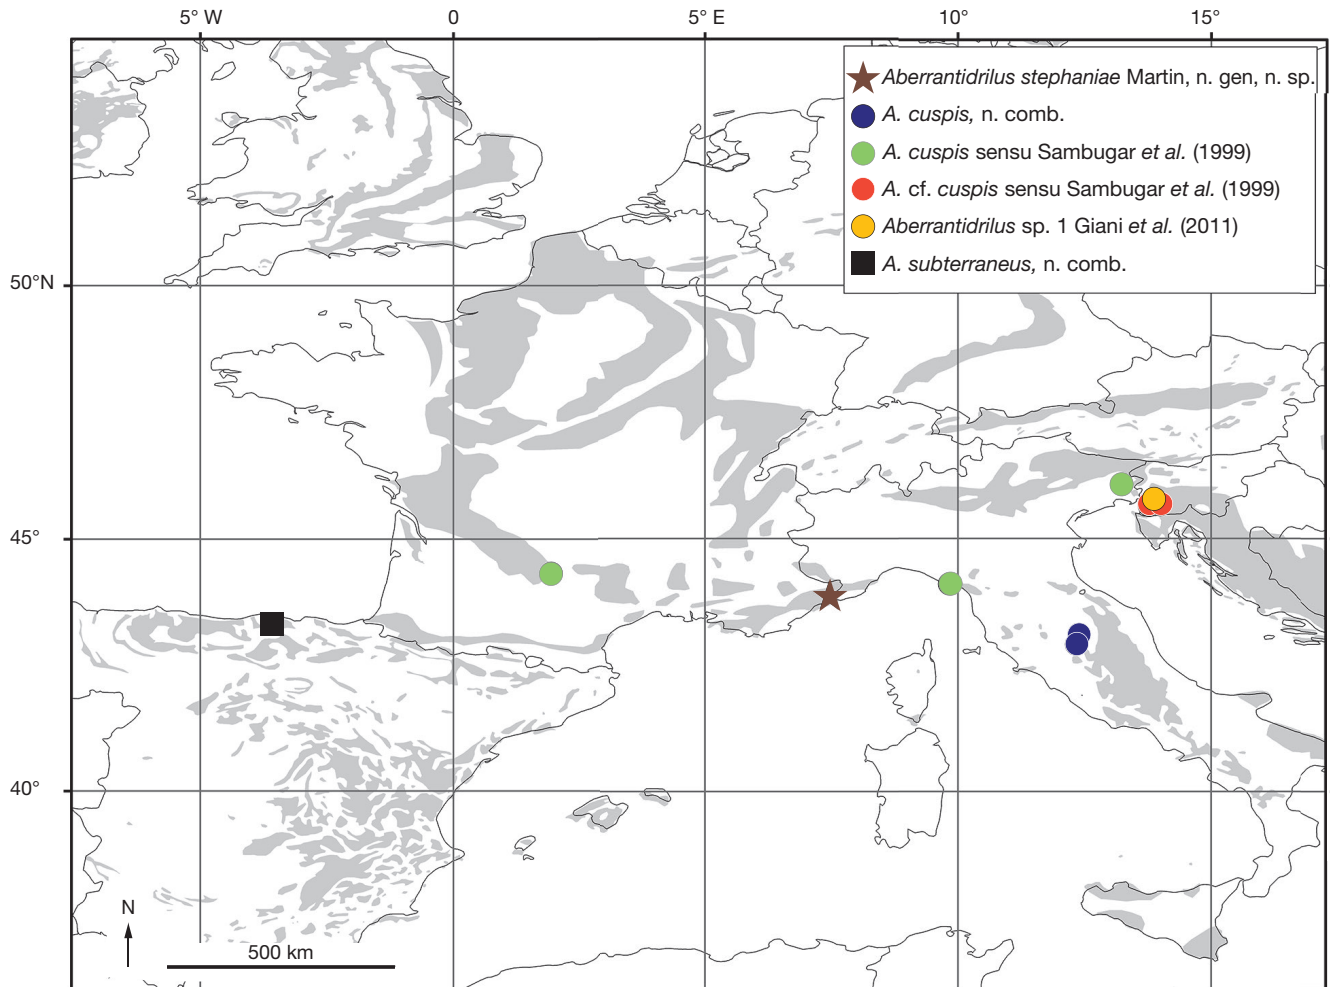 5° W 0 5° E 10° 15°
Aberrantidrilus stephaniae Martin, n. gen, n. sp.
A. cuspis, n. comb.
A. cuspis sensu Sambugar et al. (1999)
A. cf. cuspis sensu Sambugar et al. (1999)
Aberrantidrilus sp. 1 Giani et al. (2011)
A. subterraneus, n. comb.
50°N
45°
40°
N
500 km